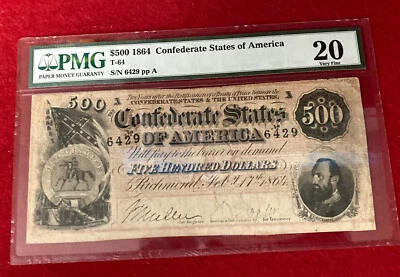 PMG
PAPER MONEY GUARANTY
$500 1864 Confederate States of America
T-64
S/N 6429 pp A
20
Very Fine
Two Years after the Ratification of a Treaty of Peace between the
CONFEDERATE STATES & THE UNITED STATES,
500
A
A
500
Confederate States
6429
OF AMERICA
6429
Will pay to the bearer on demand
FIVE HUNDRED DOLLARS
Richmond, Feb. 17th 1864